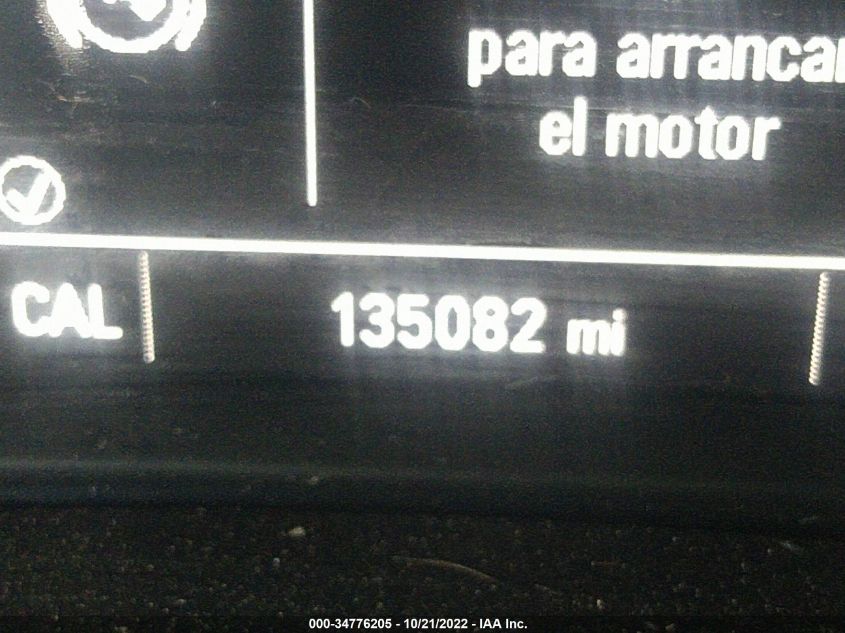 para arrancar
el motor
CAL 135082 mi
000-34776205 - 10/21/2022 - IAA Inc.